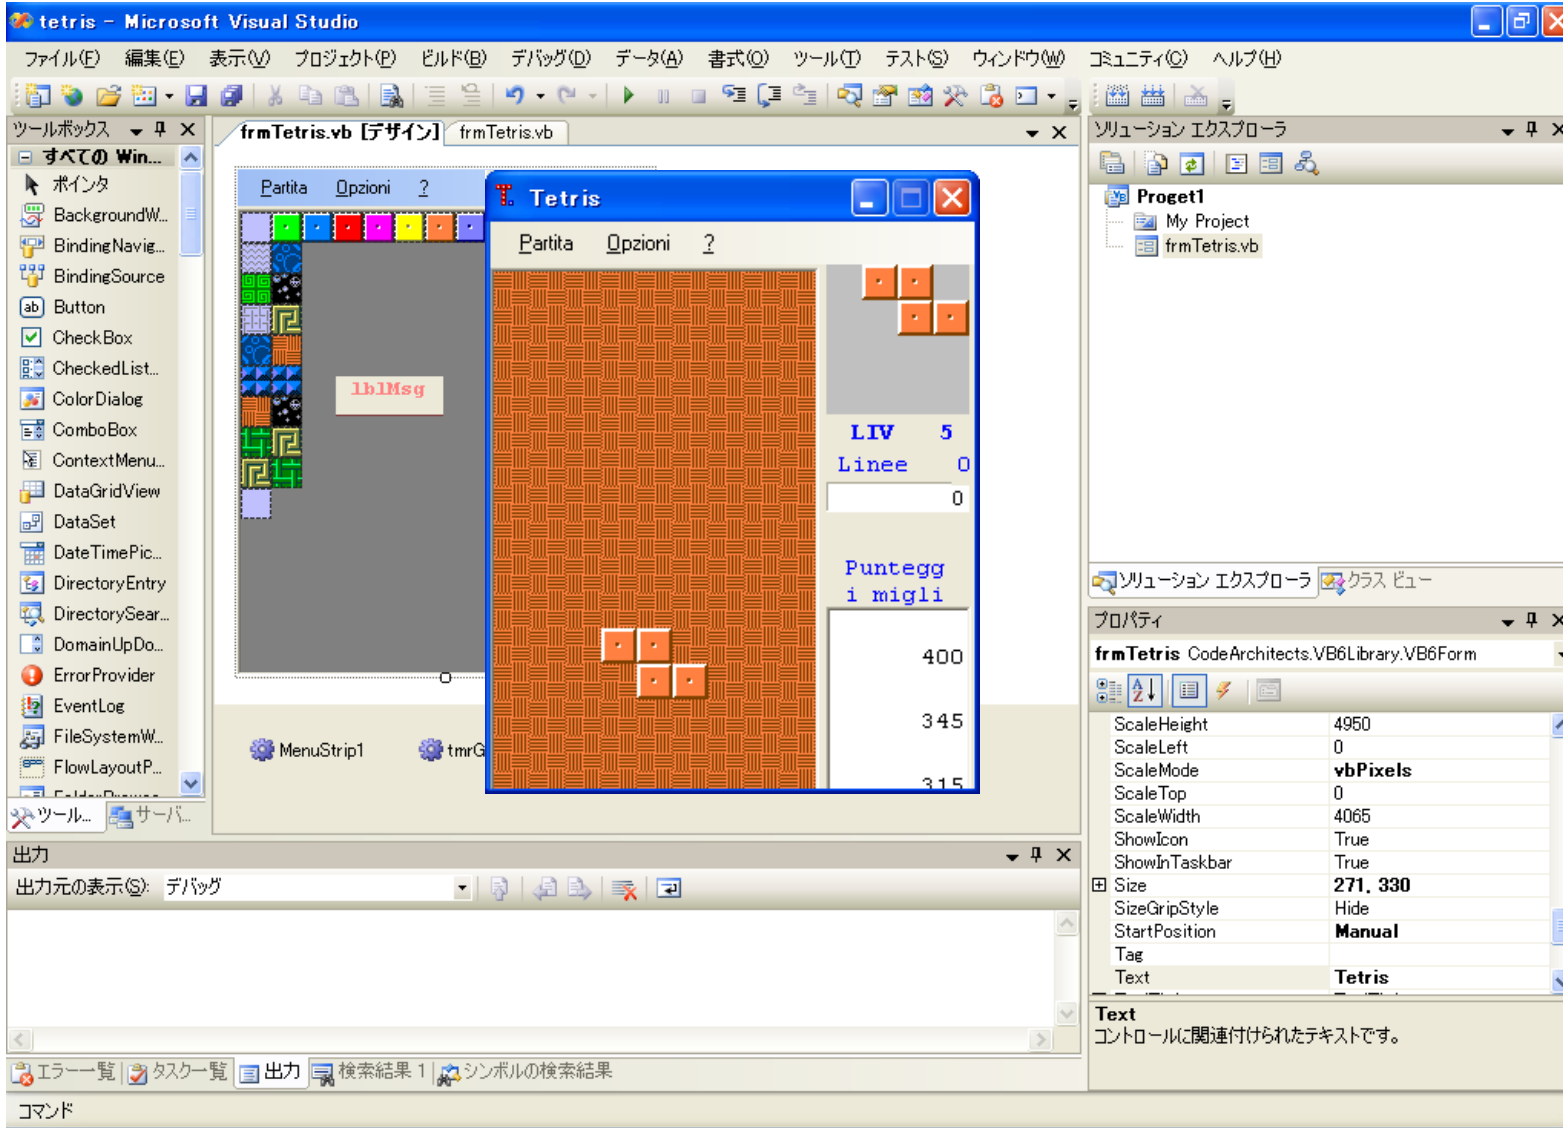 tetris - Microsoft Visual Studio
ファイル(F) 編集(E) 表示(V) プロジェクト(P) ビルド(B) デバッグ(D) データ(A) 書式(O) ツール(T) テスト(S) ウィンドウ(W) コミュニティ(C) ヘルプ(H)
ツールボックス
すべての Win...
ポインタ
BackgroundW...
BindingNavig...
BindingSource
Button
CheckBox
CheckedList...
ColorDialog
ComboBox
ContextMenu...
DataGridView
DataSet
DateTimePic...
DirectoryEntry
DirectorySear...
DomainUpDo...
ErrorProvider
EventLog
FileSystemW...
FlowLayoutP...
ツール... サーバ...
frmTetris.vb [デザイン] frmTetris.vb
Partita Opzioni ?
lblMsg
MenuStrip1 tmrG
Tetris
Partita Opzioni ?
LIV 5
Linee 0
0
Puntegg
i migli
400
345
315
ソリューション エクスプローラ
Proget1
My Project
frmTetris.vb
ソリューション エクスプローラ クラス ビュー
プロパティ
frmTetris CodeArchitects.VB6Library.VB6Form
ScaleHeight 4950
ScaleLeft 0
ScaleMode vbPixels
ScaleTop 0
ScaleWidth 4065
ShowIcon True
ShowInTaskbar True
Size 271, 330
SizeGripStyle Hide
StartPosition Manual
Tag
Text Tetris
Text
コントロールに関連付けられたテキストです。
出力
出力元の表示(S): デバッグ
エラー一覧 タスク一覧 出力 検索結果 1 シンボルの検索結果
コマンド